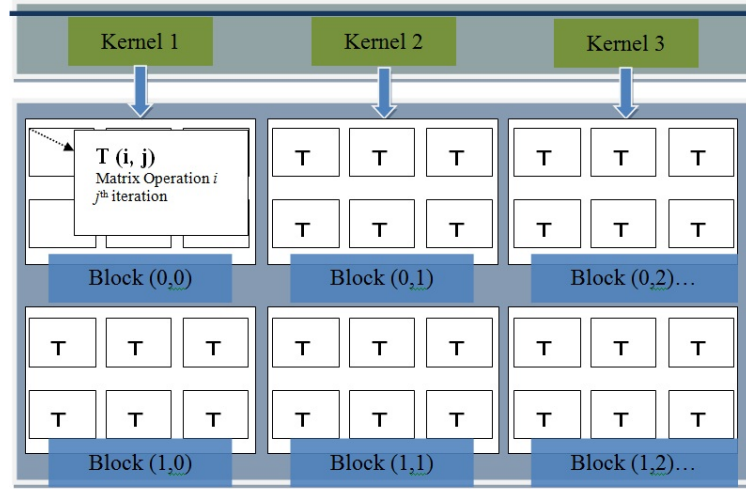 Kernel 1 Kernel 2 Kernel 3
T (i, j)
Matrix Operation i
jth iteration
T T T T T T
T T T T T T
Block (0,0) Block (0,1) Block (0,2)...
T T T T T T T T T
T T T T T T T T T
Block (1,0) Block (1,1) Block (1,2)...